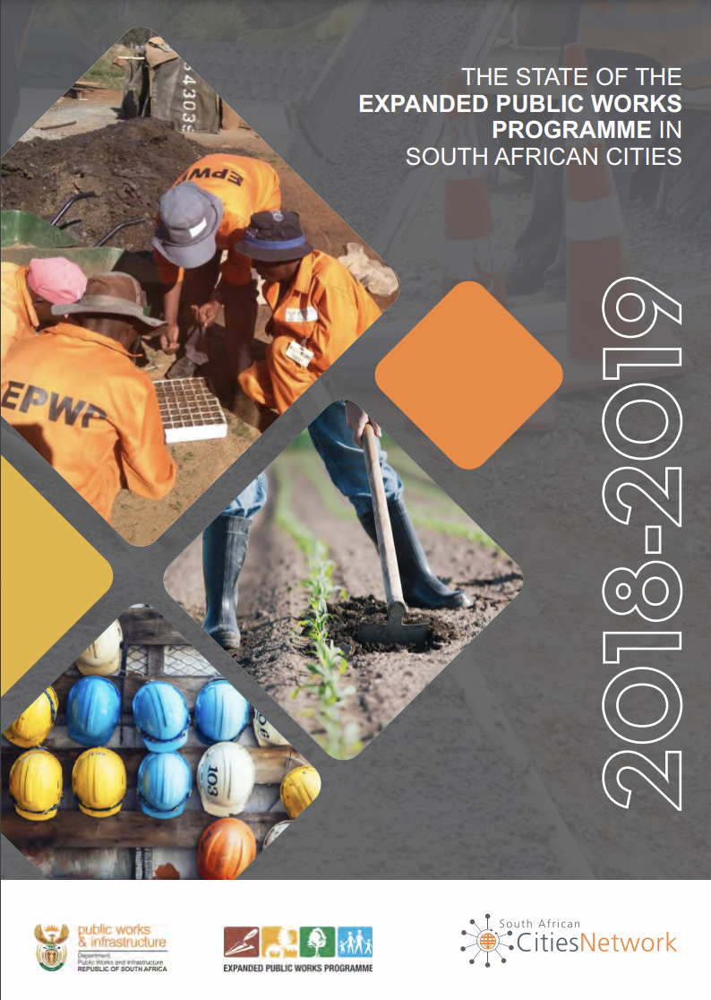 THE STATE OF THE
EXPANDED PUBLIC WORKS
PROGRAMME IN
SOUTH AFRICAN CITIES
2018-2019
343039
EPWP
EPWP
103
public works
& infrastructure
Department
Public Works and Infrastructure
REPUBLIC OF SOUTH AFRICA
EXPANDED PUBLIC WORKS PROGRAMME
South African
CitiesNetwork